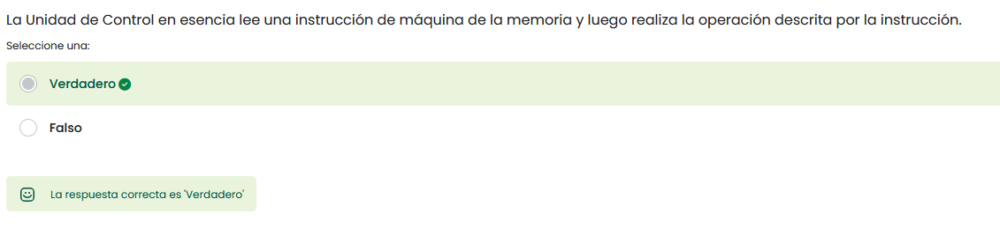 La Unidad de Control en esencia lee una instrucción de máquina de la memoria y luego realiza la operación descrita por la instrucción.
Seleccione una:
Verdadero
Falso
La respuesta correcta es 'Verdadero'